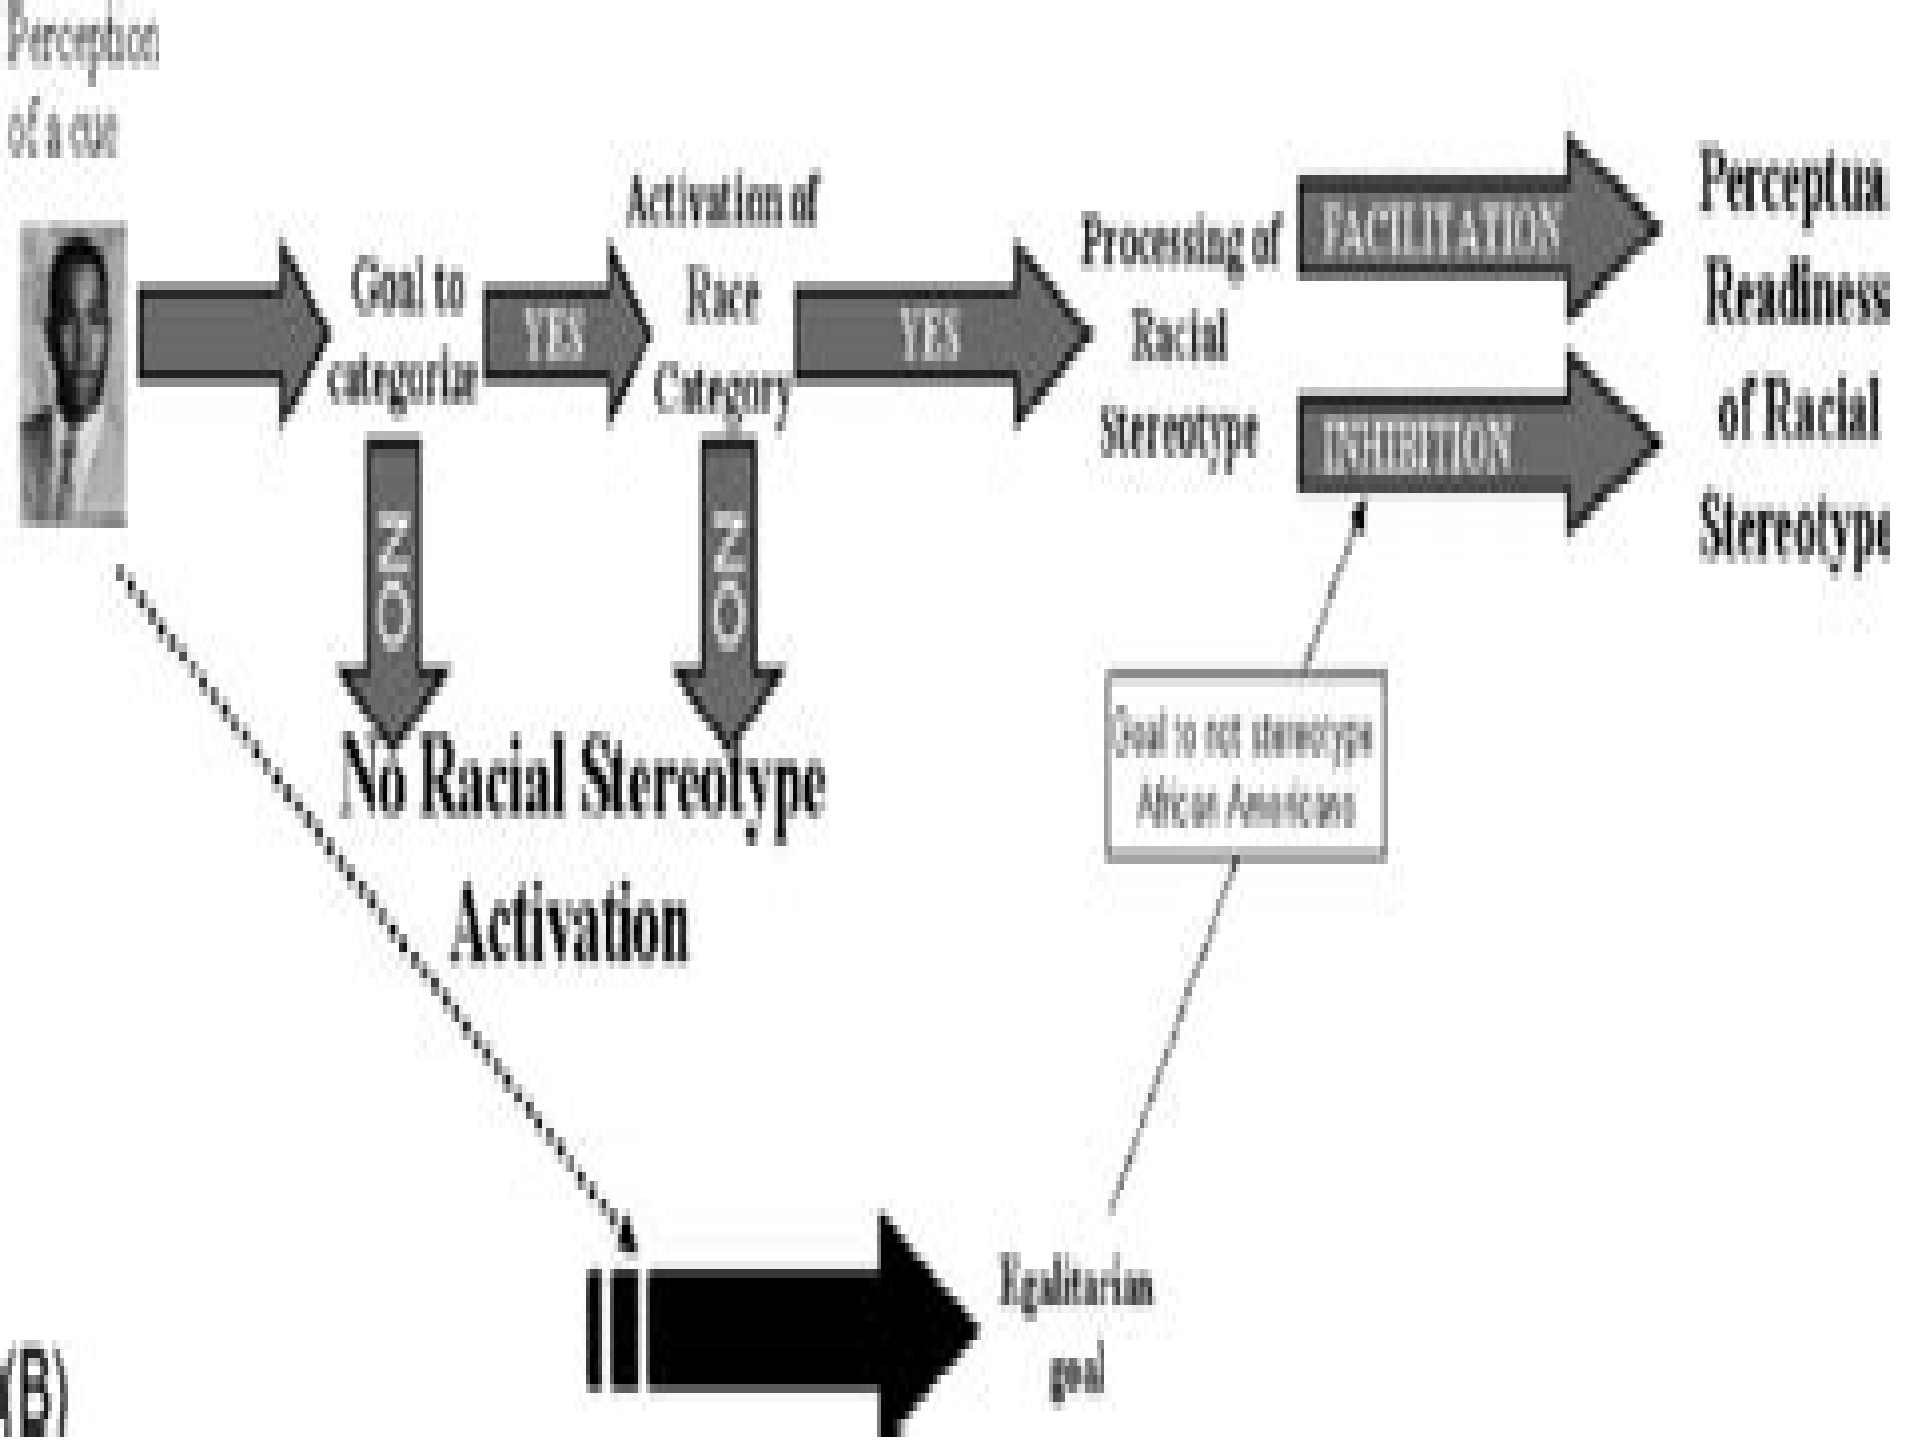 Perception
of a cue
Goal to
categorize
YES
Activation of
Race
Category
YES
Processing of
Racial
Stereotype
FACILITATION
INHIBITION
Perceptua
Readiness
of Racial
Stereotype
NO
NO
No Racial Stereotype
Activation
Goal to not stereotype
African Americans
Egalitarian
goal
(B)